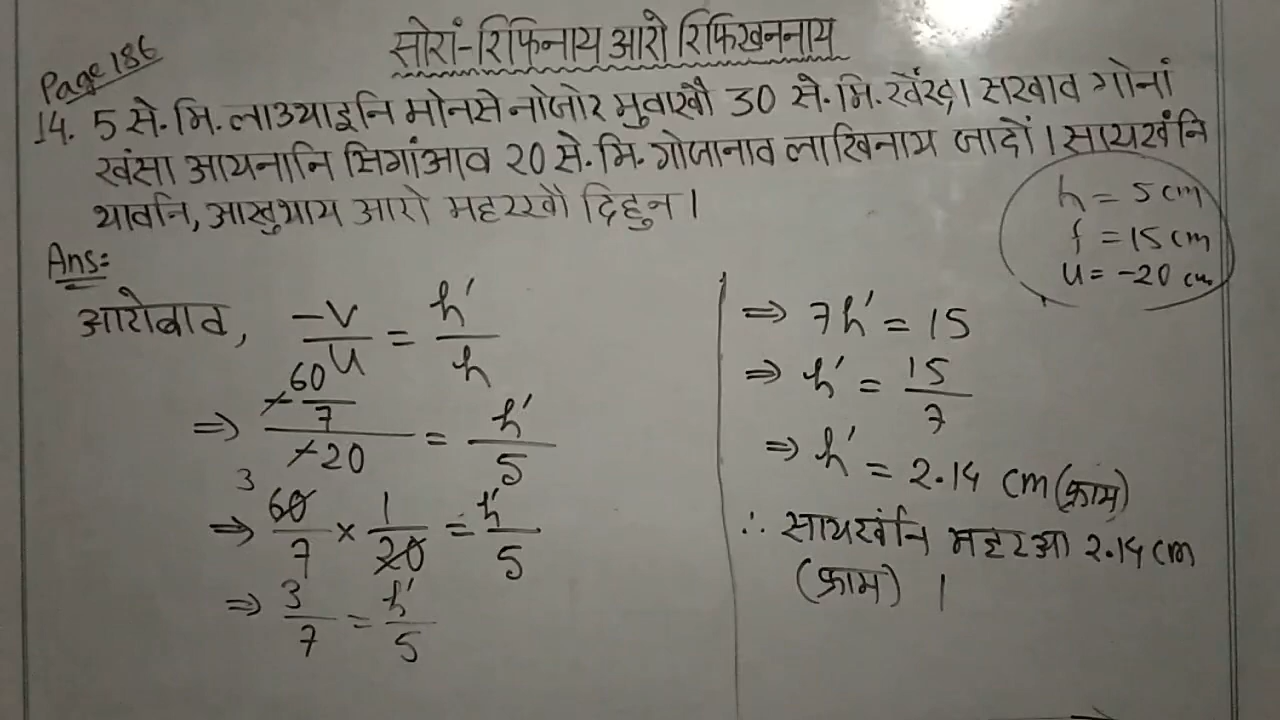 सोरां-रिफिनाय आरो रिफिखननाय
Page 186
14. 5 से. मि. लाउथाइनि मोनसे नोजोर मुवाखौ 30 से. मि. खैंख्रा सखाव गोनां
खंसा आयनानि सिगांआव 20 से. मि. गोजानाव लाखिनाय जादों। सायखंनि
थावनि, आखुथाय आरो महरखौ दिहुन।
h = 5 cm
f = 15 cm
u = -20 cm
Ans:
आरोबाव, -v/u = h'/h
⇒ (-60/7)/-20 = h'/5
⇒ 60/7 × 1/20 = h'/5
3
⇒ 3/7 = h'/5
⇒ 7h' = 15
⇒ h' = 15/7
⇒ h' = 2.14 cm (फ्राम)
∴ सायखंनि महरआ 2.14 cm
(फ्राम) ।